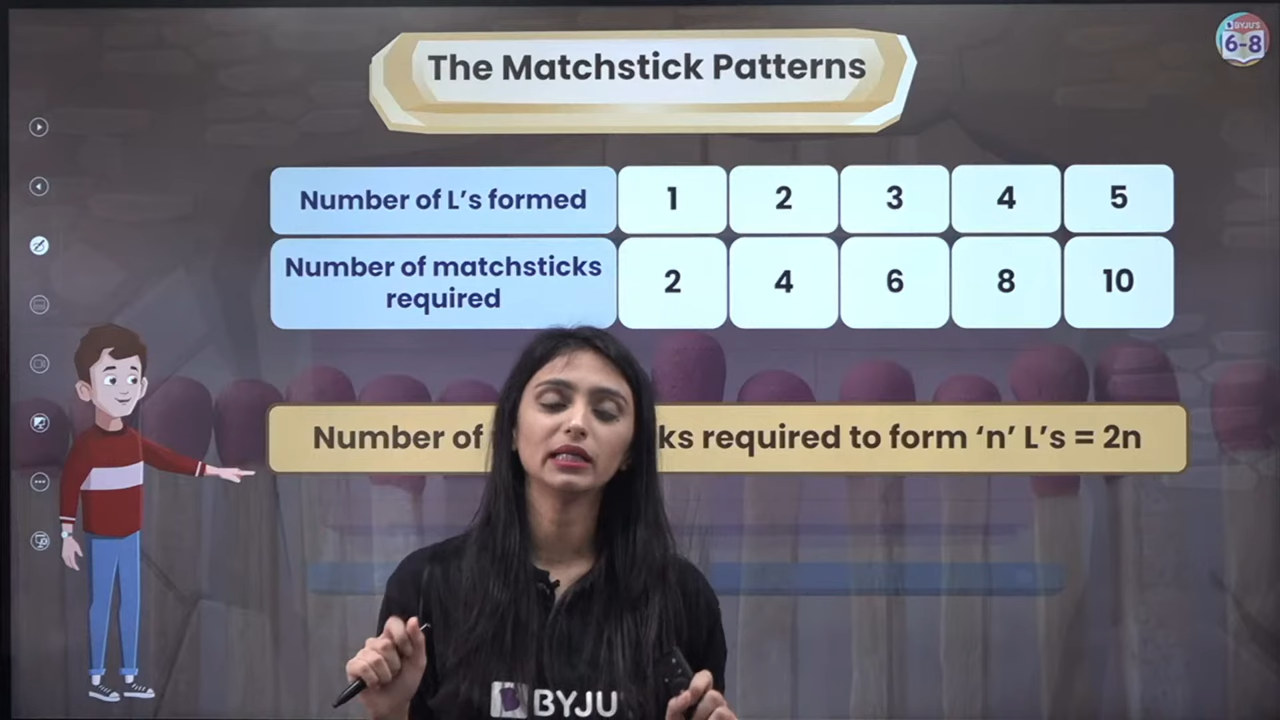 The Matchstick Patterns
BYJU'S
6-8
Number of L's formed 1 2 3 4 5
Number of matchsticks required 2 4 6 8 10
Number of ks required to form ‘n’ L's = 2n
BYJU